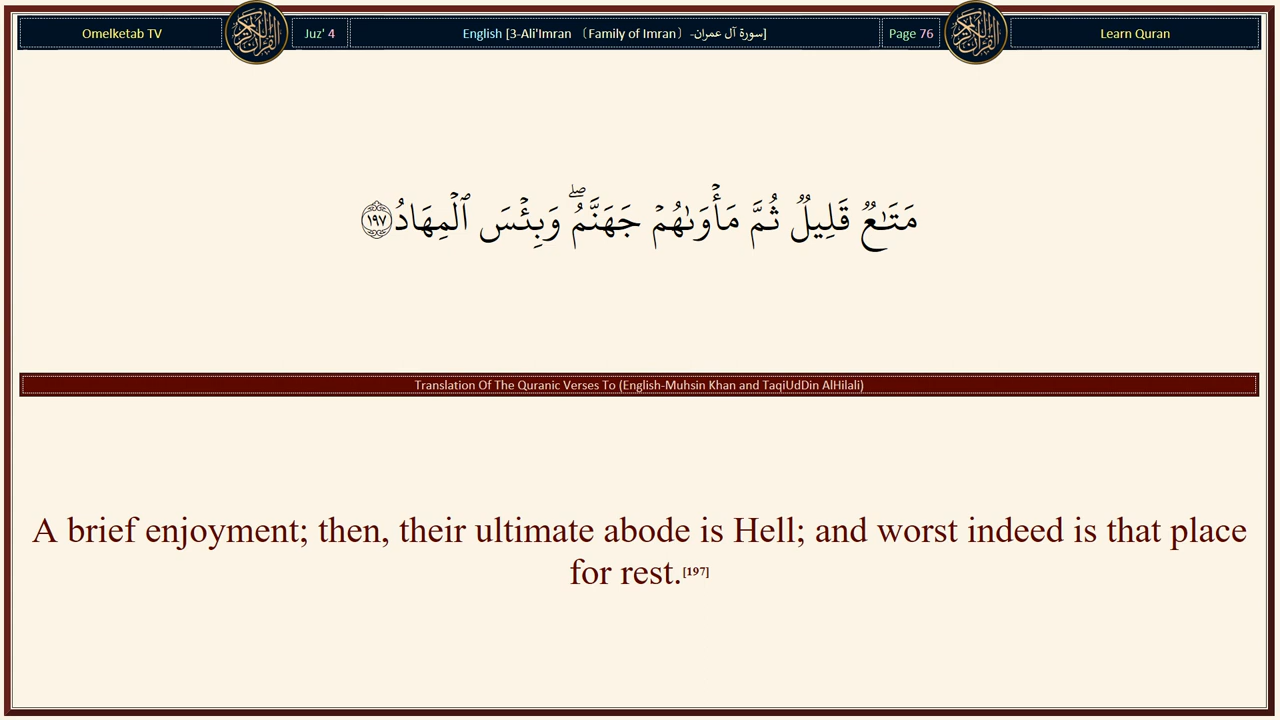 Omelketab TV
Juz' 4
English [3-Ali'Imran （Family of Imran） -سورة آل عمران]
Page 76
Learn Quran
مَتَٰعٌۭ قَلِيلٌۭ ثُمَّ مَأْوَىٰهُمْ جَهَنَّمُ ۖ وَبِئْسَ ٱلْمِهَادُ ١٩٧
Translation Of The Quranic Verses To (English-Muhsin Khan and TaqiUdDin AlHilali)
A brief enjoyment; then, their ultimate abode is Hell; and worst indeed is that place
for rest.[197]